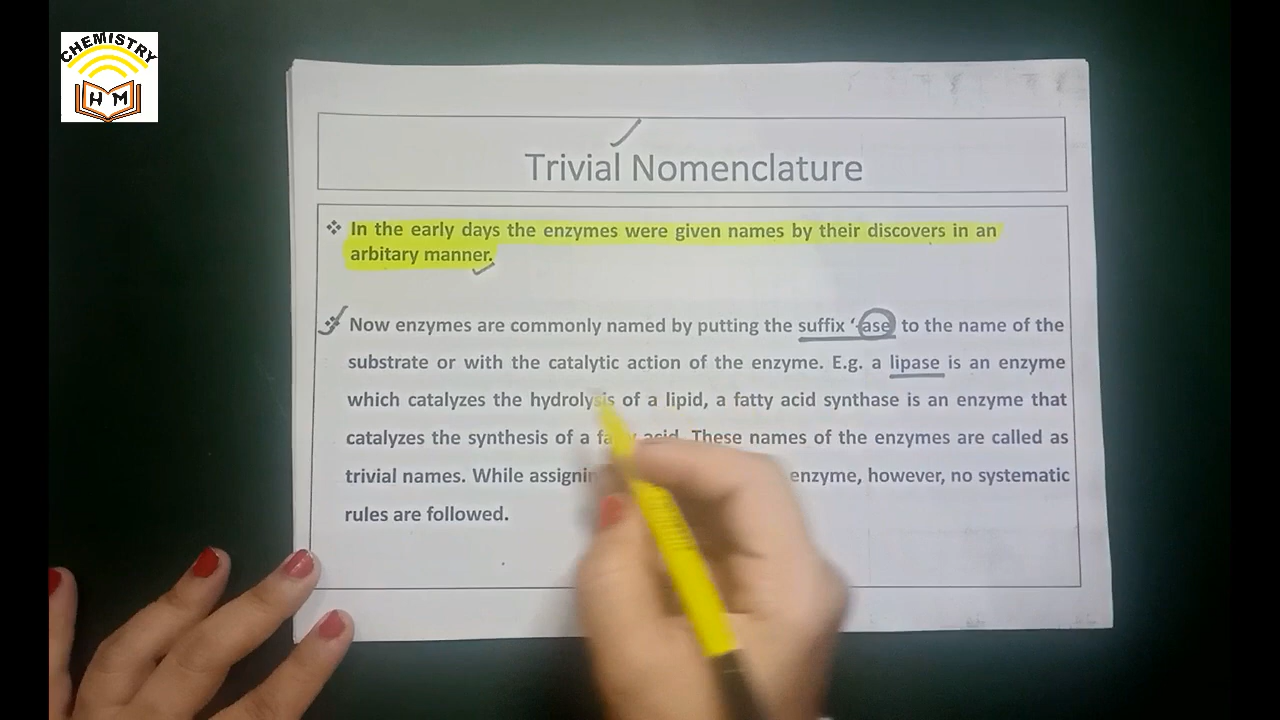 CHEMISTRY
H M
Trivial Nomenclature
❖ In the early days the enzymes were given names by their discovers in an
arbitary manner.
❖ Now enzymes are commonly named by putting the suffix ‘-ase to the name of the
substrate or with the catalytic action of the enzyme. E.g. a lipase is an enzyme
which catalyzes the hydrolysis of a lipid, a fatty acid synthase is an enzyme that
catalyzes the synthesis of a acid. These names of the enzymes are called as
trivial names. While enzyme, however, no systematic
rules are followed.